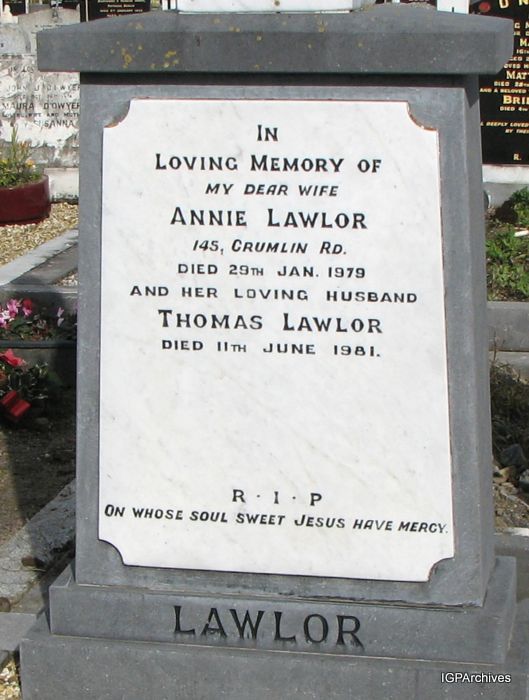 IN
LOVING MEMORY OF
MY DEAR WIFE
ANNIE LAWLOR
145, CRUMLIN RD.
DIED 29TH JAN. 1979
AND HER LOVING HUSBAND
THOMAS LAWLOR
DIED 11TH JUNE 1981.
R · I · P
ON WHOSE SOUL SWEET JESUS HAVE MERCY.
LAWLOR
IGPArchives